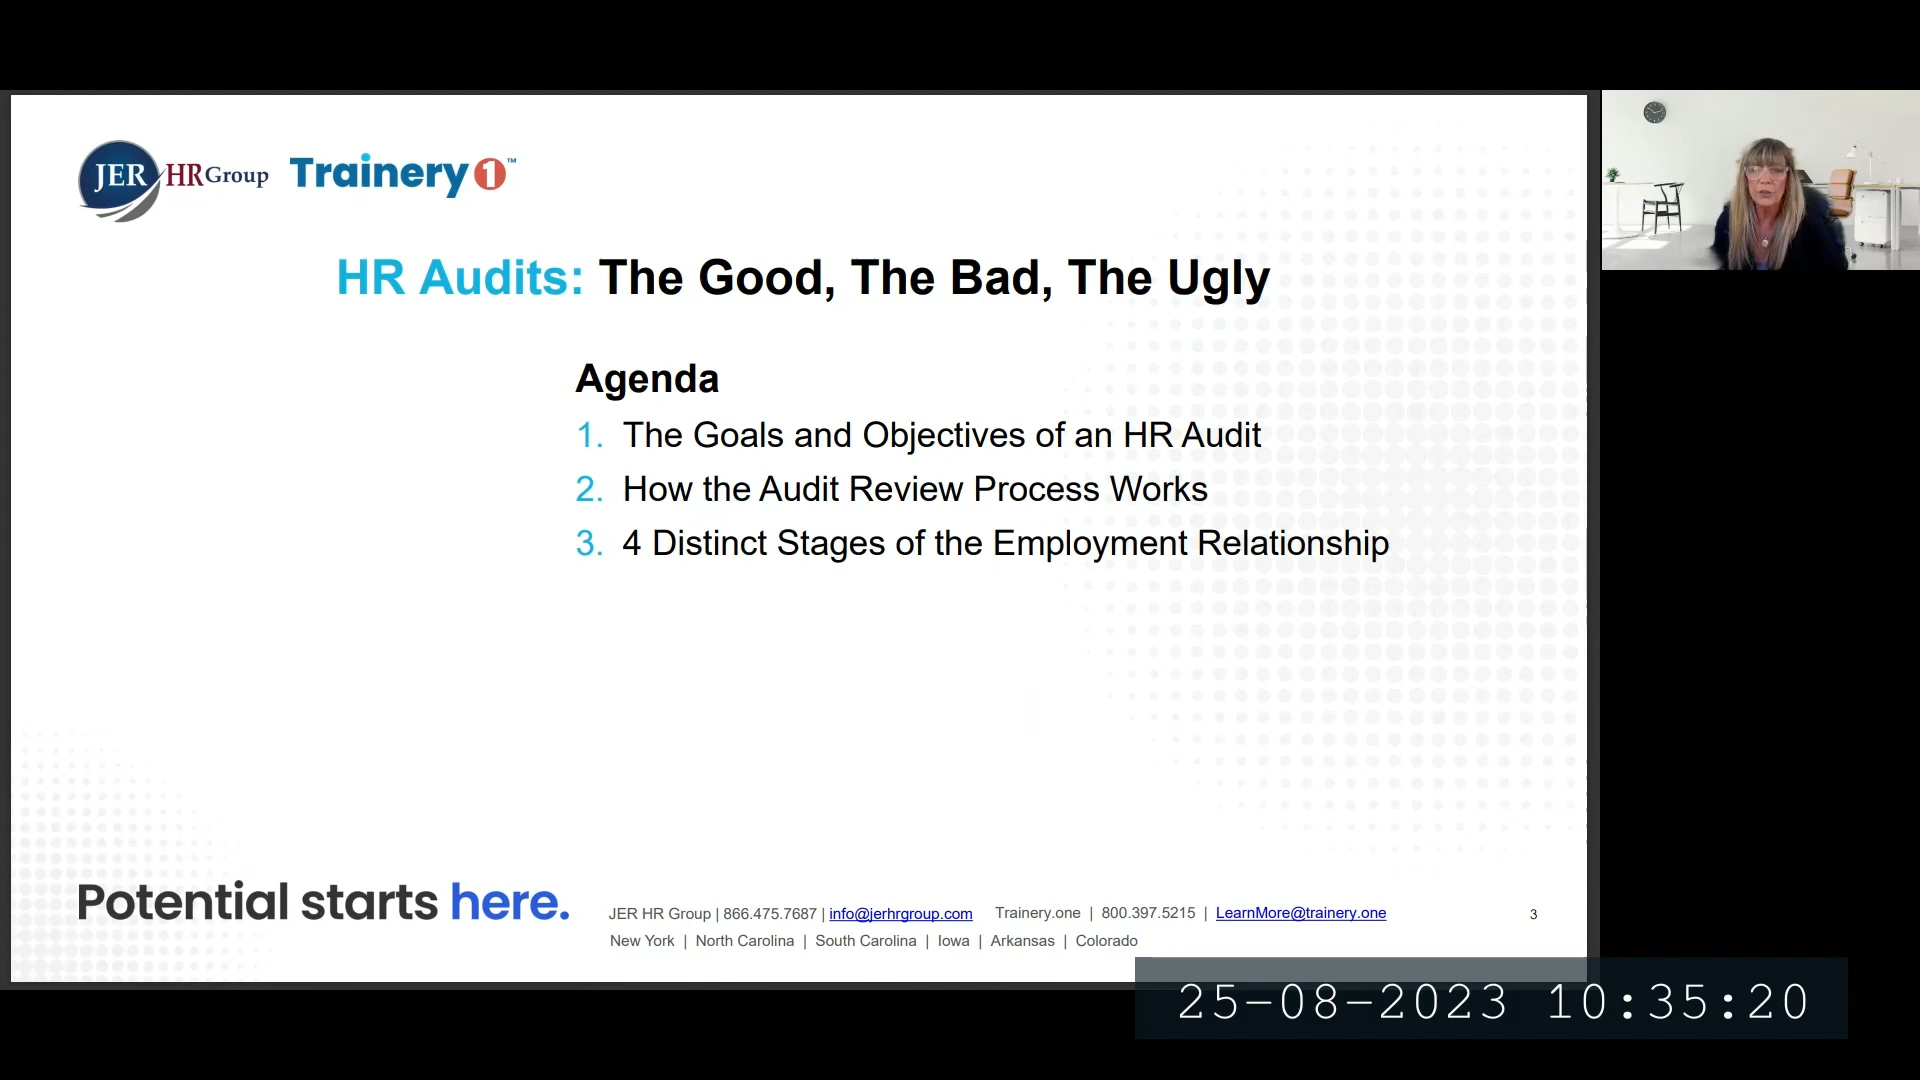 JER HRGroup Trainery1™
HR Audits: The Good, The Bad, The Ugly
Agenda
1. The Goals and Objectives of an HR Audit
2. How the Audit Review Process Works
3. 4 Distinct Stages of the Employment Relationship
Potential starts here.
JER HR Group | 866.475.7687 | info@jerhrgroup.com Trainery.one | 800.397.5215 | LearnMore@trainery.one
3
New York | North Carolina | South Carolina | Iowa | Arkansas | Colorado
25-08-2023 10:35:20